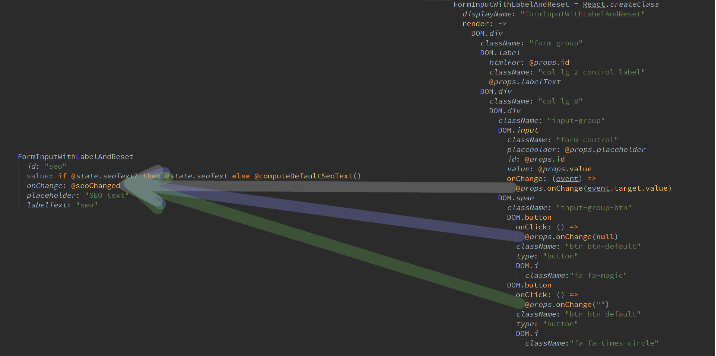 FormInputWithLabelAndReset
id: "seo"
value: if @state.seoText then @state.seoText else @computeDefaultSeoText()
onChange: @seoChanged
placeholder: "SEO text"
labelText: "seo"
FormInputWithLabelAndReset = React.createClass
displayName: "FormInputWithLabelAndReset"
render: ->
DOM.div
className: "form-group"
DOM.label
htmlFor: @props.id
className: "col-lg-2 control-label"
@props.labelText
DOM.div
className: "col-lg-8"
DOM.div
className: "input-group"
DOM.input
className: "form-control"
placeholder: @props.placeholder
id: @props.id
value: @props.value
onChange: (event) =>
@props.onChange(event.target.value)
DOM.span
className: "input-group-btn"
DOM.button
onClick: () =>
@props.onChange(null)
className: "btn btn-default"
type: "button"
DOM.i
className:"fa fa-magic"
DOM.button
onClick: () =>
@props.onChange("")
className: "btn btn-default"
type: "button"
DOM.i
className:"fa fa-times-circle"